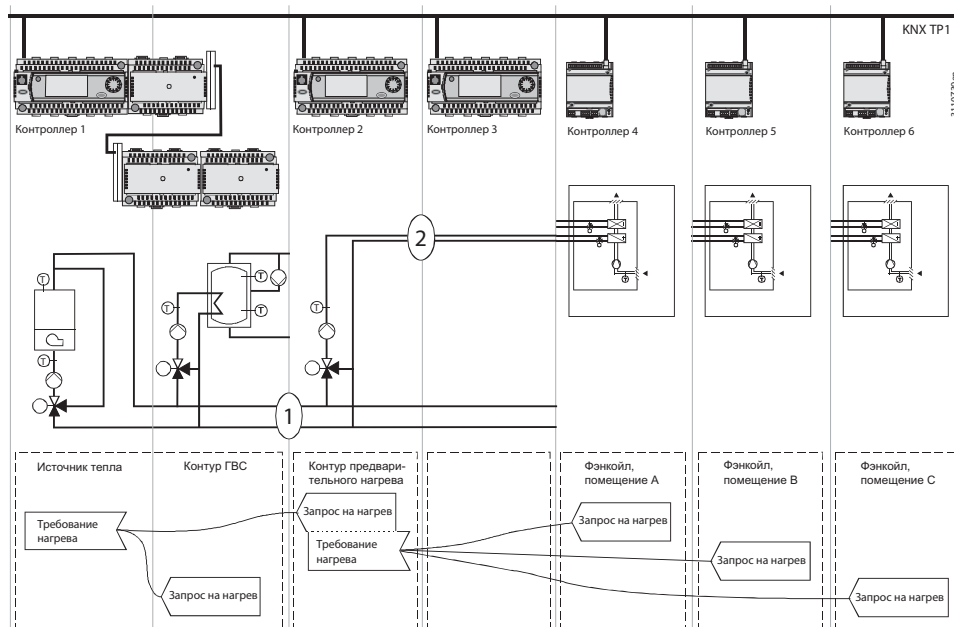 KNX TP1
Контроллер 1
Контроллер 2
Контроллер 3
Контроллер 4
Контроллер 5
Контроллер 6
2
T
T
T
T
T
T
1
Источник тепла
Контур ГВС
Контур предвари-
тельного нагрева
Фэнкойл,
помещение A
Фэнкойл,
помещение B
Фэнкойл,
помещение C
Требование
нагрева
Запрос на нагрев
Запрос на нагрев
Требование
нагрева
Запрос на нагрев
Запрос на нагрев
Запрос на нагрев